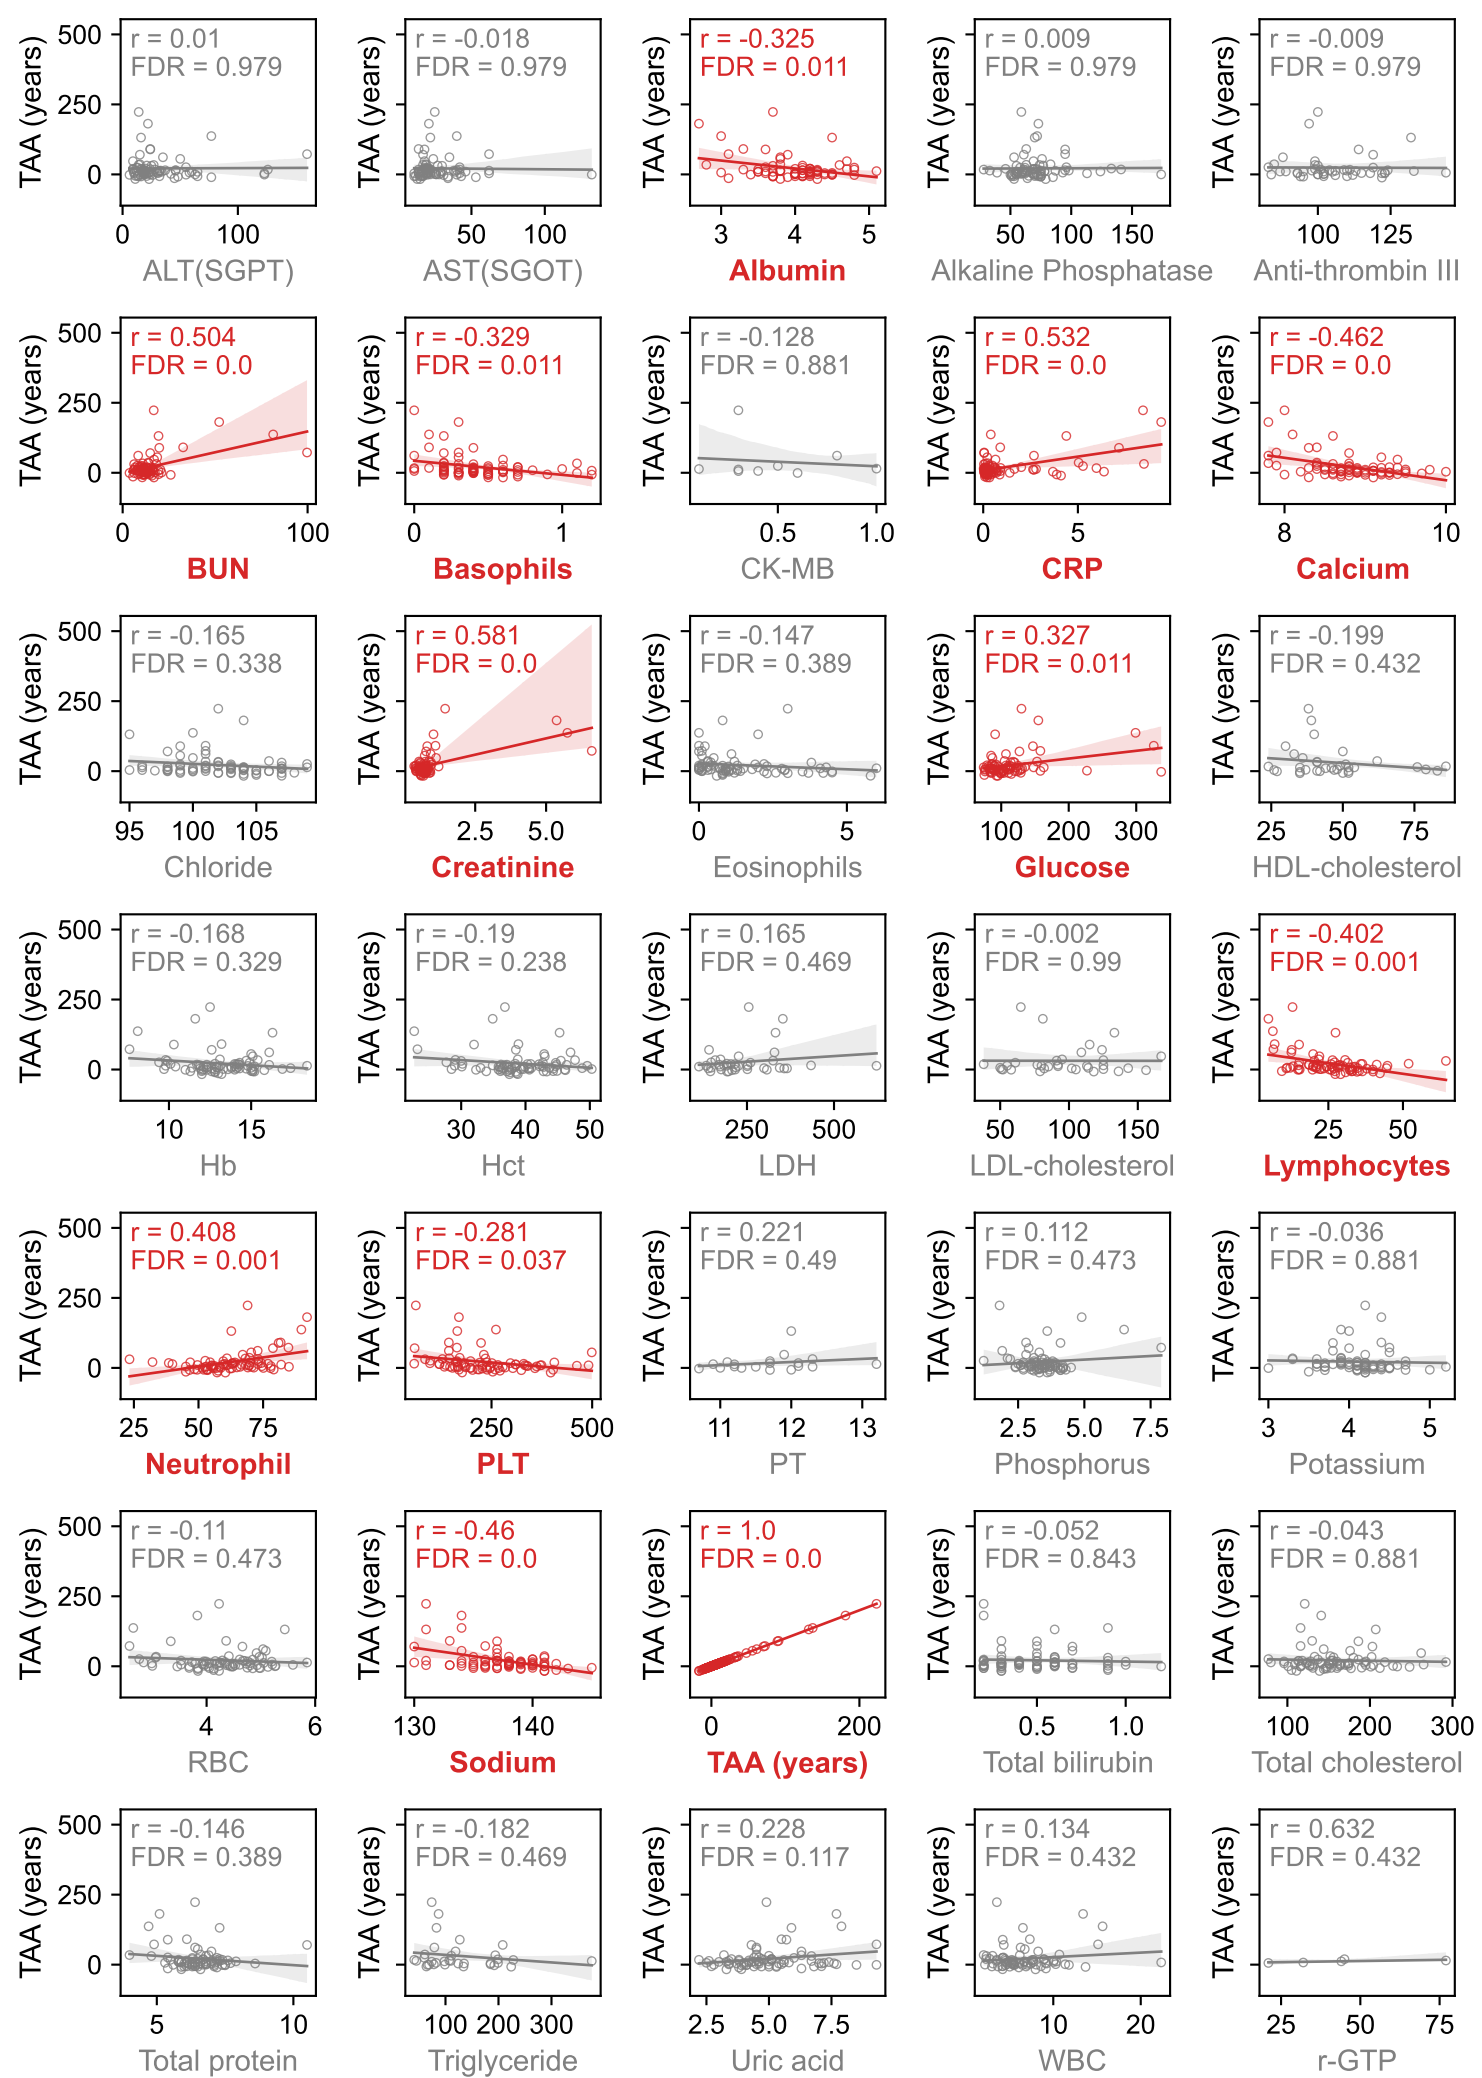 TAA (years)
500
250
0
r = 0.01
FDR = 0.979
0 100
ALT(SGPT)
TAA (years)
r = -0.018
FDR = 0.979
50 100
AST(SGOT)
TAA (years)
r = -0.325
FDR = 0.011
3 4 5
Albumin
TAA (years)
r = 0.009
FDR = 0.979
50 100 150
Alkaline Phosphatase
TAA (years)
r = -0.009
FDR = 0.979
100 125
Anti-thrombin III
TAA (years)
500
250
0
r = 0.504
FDR = 0.0
0 100
BUN
TAA (years)
r = -0.329
FDR = 0.011
0 1
Basophils
TAA (years)
r = -0.128
FDR = 0.881
0.5 1.0
CK-MB
TAA (years)
r = 0.532
FDR = 0.0
0 5
CRP
TAA (years)
r = -0.462
FDR = 0.0
8 10
Calcium
TAA (years)
500
250
0
r = -0.165
FDR = 0.338
95 100 105
Chloride
TAA (years)
r = 0.581
FDR = 0.0
2.5 5.0
Creatinine
TAA (years)
r = -0.147
FDR = 0.389
0 5
Eosinophils
TAA (years)
r = 0.327
FDR = 0.011
100 200 300
Glucose
TAA (years)
r = -0.199
FDR = 0.432
25 50 75
HDL-cholesterol
TAA (years)
500
250
0
r = -0.168
FDR = 0.329
10 15
Hb
TAA (years)
r = -0.19
FDR = 0.238
30 40 50
Hct
TAA (years)
r = 0.165
FDR = 0.469
250 500
LDH
TAA (years)
r = -0.002
FDR = 0.99
50 100 150
LDL-cholesterol
TAA (years)
r = -0.402
FDR = 0.001
25 50
Lymphocytes
TAA (years)
500
250
0
r = 0.408
FDR = 0.001
25 50 75
Neutrophil
TAA (years)
r = -0.281
FDR = 0.037
250 500
PLT
TAA (years)
r = 0.221
FDR = 0.49
11 12 13
PT
TAA (years)
r = 0.112
FDR = 0.473
2.5 5.0 7.5
Phosphorus
TAA (years)
r = -0.036
FDR = 0.881
3 4 5
Potassium
TAA (years)
500
250
0
r = -0.11
FDR = 0.473
4 6
RBC
TAA (years)
r = -0.46
FDR = 0.0
130 140
Sodium
TAA (years)
r = 1.0
FDR = 0.0
0 200
TAA (years)
TAA (years)
r = -0.052
FDR = 0.843
0.5 1.0
Total bilirubin
TAA (years)
r = -0.043
FDR = 0.881
100 200 300
Total cholesterol
TAA (years)
500
250
0
r = -0.146
FDR = 0.389
5 10
Total protein
TAA (years)
r = -0.182
FDR = 0.469
100 200 300
Triglyceride
TAA (years)
r = 0.228
FDR = 0.117
2.5 5.0 7.5
Uric acid
TAA (years)
r = 0.134
FDR = 0.432
10 20
WBC
TAA (years)
r = 0.632
FDR = 0.432
25 50 75
r-GTP